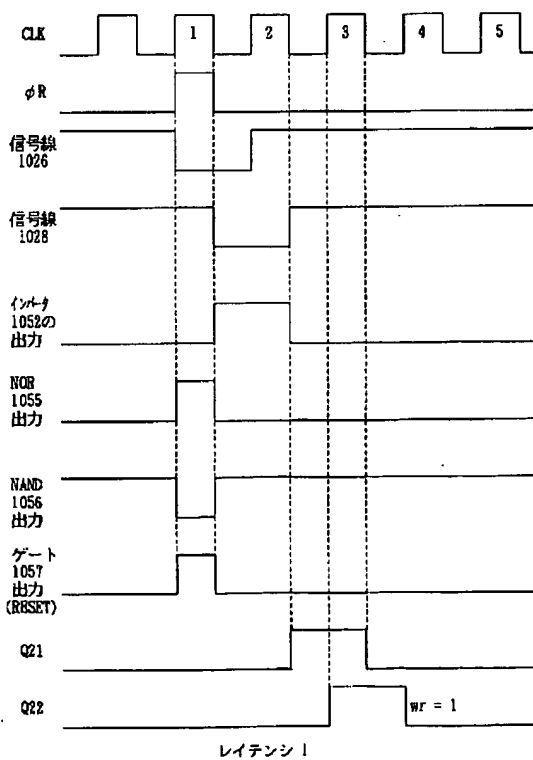 CLK 1 2 3 4 5
φR
信号線
1026
信号線
1028
インバータ
1052の
出力
NOR
1055
出力
NAND
1056
出力
ゲート
1057
出力
(RBSET)
Q21
Q22 wr = 1
レイテンシ 1